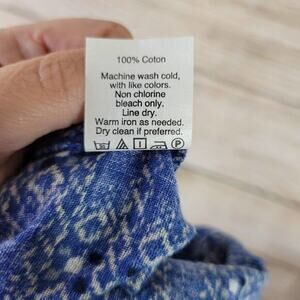 100% Coton
Machine wash cold,
with like colors.
Non chlorine
bleach only.
Line dry.
Warm iron as needed.
Dry clean if preferred.